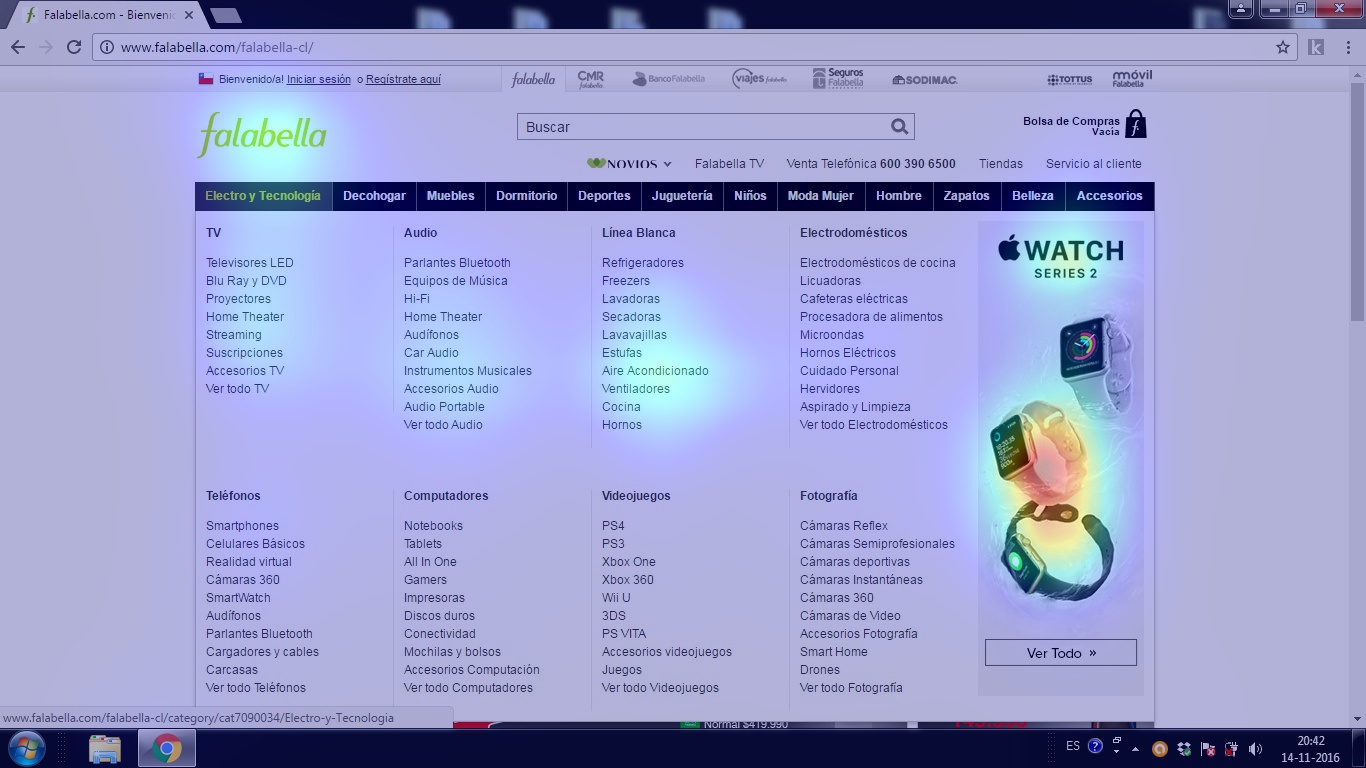 Falabella.com - Bienvenic
www.falabella.com/falabella-cl/
Bienvenido/a! Iniciar sesión o Regístrate aquí
falabella
CMR falabella
BancoFalabella
viajes falabella
Seguros Falabella
SODIMAC
TOTTUS
móvil Falabella
falabella
Buscar
Bolsa de Compras
Vacía
NOVIOS
Falabella TV
Venta Telefónica 600 390 6500
Tiendas
Servicio al cliente
Electro y Tecnología
Decohogar
Muebles
Dormitorio
Deportes
Juguetería
Niños
Moda Mujer
Hombre
Zapatos
Belleza
Accesorios
TV
Televisores LED
Blu Ray y DVD
Proyectores
Home Theater
Streaming
Suscripciones
Accesorios TV
Ver todo TV
Audio
Parlantes Bluetooth
Equipos de Música
Hi-Fi
Home Theater
Audífonos
Car Audio
Instrumentos Musicales
Accesorios Audio
Audio Portable
Ver todo Audio
Línea Blanca
Refrigeradores
Freezers
Lavadoras
Secadoras
Lavavajillas
Estufas
Aire Acondicionado
Ventiladores
Cocina
Hornos
Electrodomésticos
Electrodomésticos de cocina
Licuadoras
Cafeteras eléctricas
Procesadora de alimentos
Microondas
Hornos Eléctricos
Cuidado Personal
Hervidores
Aspirado y Limpieza
Ver todo Electrodomésticos
WATCH
SERIES 2
Teléfonos
Smartphones
Celulares Básicos
Realidad virtual
Cámaras 360
SmartWatch
Audífonos
Parlantes Bluetooth
Cargadores y cables
Carcasas
Ver todo Teléfonos
Computadores
Notebooks
Tablets
All In One
Gamers
Impresoras
Discos duros
Conectividad
Mochilas y bolsos
Accesorios Computación
Ver todo Computadores
Videojuegos
PS4
PS3
Xbox One
Xbox 360
Wii U
3DS
PS VITA
Accesorios videojuegos
Juegos
Ver todo Videojuegos
Fotografía
Cámaras Reflex
Cámaras Semiprofesionales
Cámaras deportivas
Cámaras Instantáneas
Cámaras 360
Cámaras de Video
Accesorios Fotografía
Smart Home
Drones
Ver todo Fotografía
Ver Todo »
www.falabella.com/falabella-cl/category/cat7090034/Electro-y-Tecnologia
Normal $419.990
ES
20:42
14-11-2016